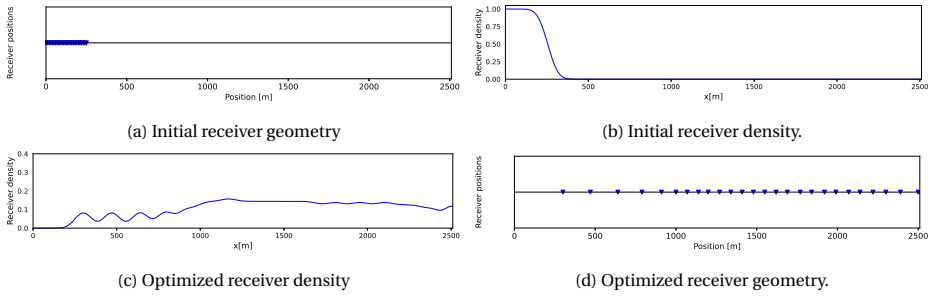 Receiver positions
0 500 1000 1500 2000 2500
Position [m]
(a) Initial receiver geometry
Receiver density
1.00
0.75
0.50
0.25
0.00
0 500 1000 1500 2000 2500
x[m]
(b) Initial receiver density.
Receiver density
0.4
0.3
0.2
0.1
0.0
0 500 1000 1500 2000 2500
x[m]
(c) Optimized receiver density
Receiver positions
0 500 1000 1500 2000 2500
Position [m]
(d) Optimized receiver geometry.